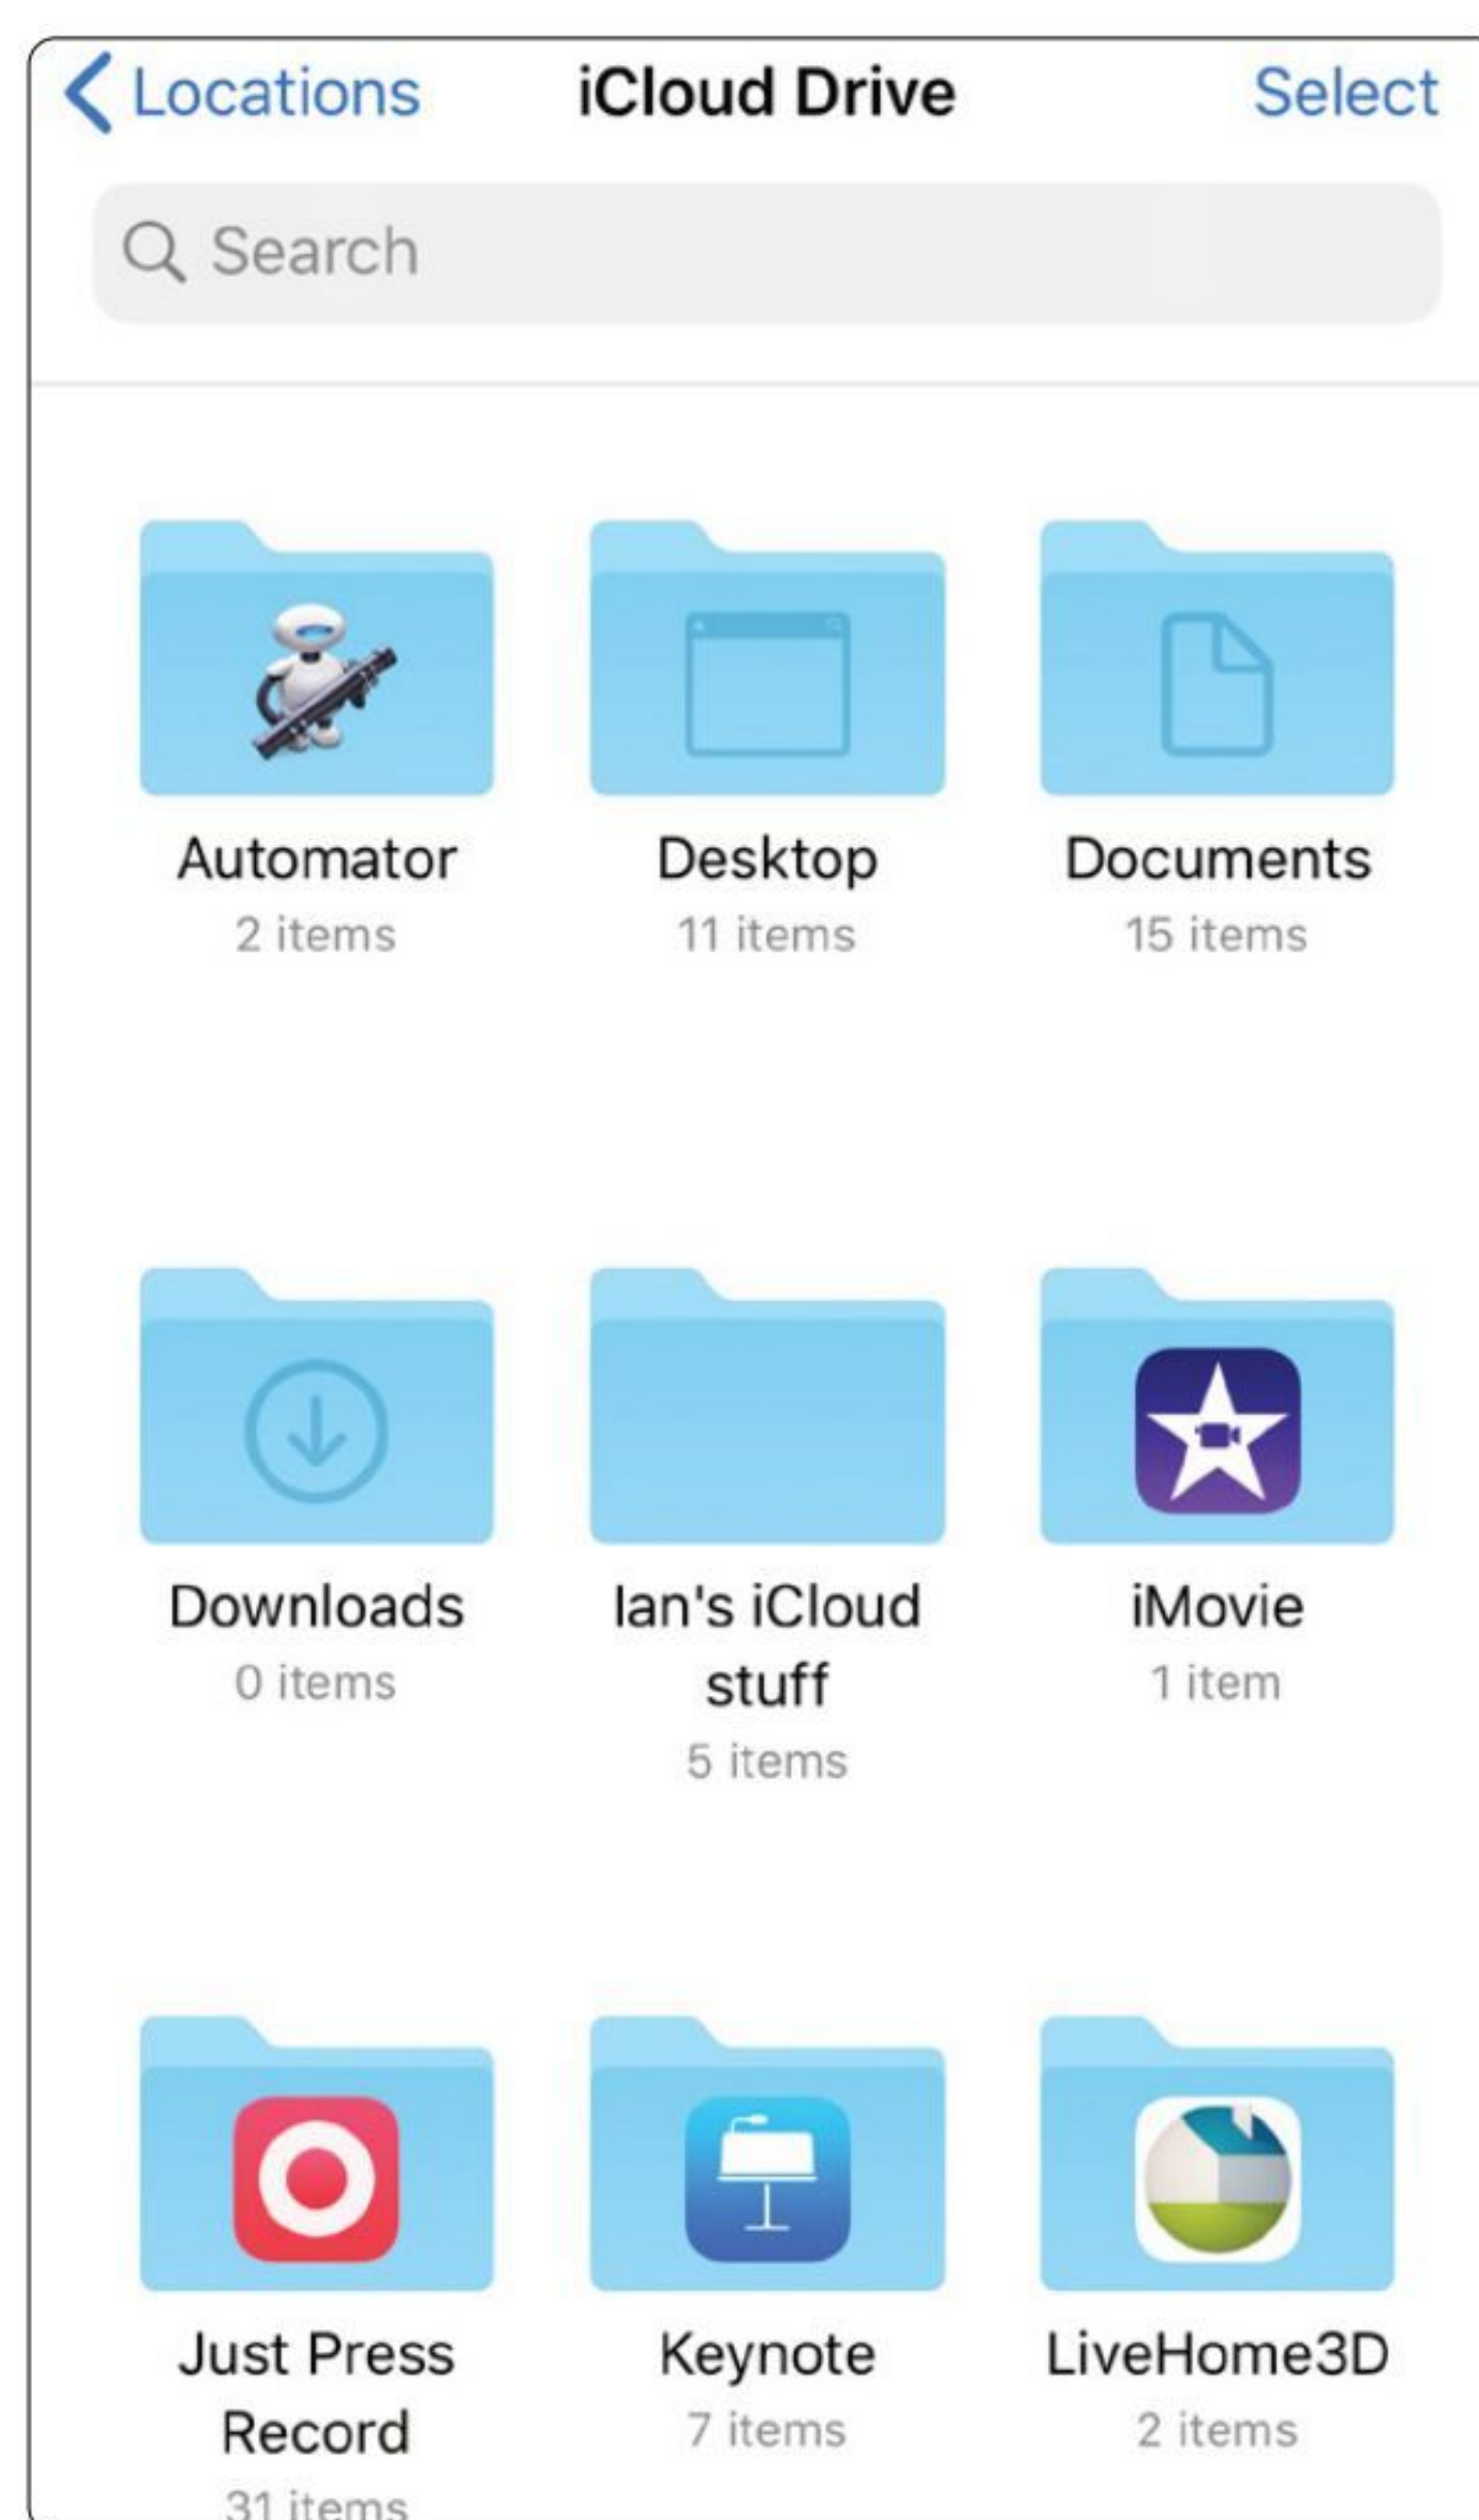 Locations
iCloud Drive
Select
Search
Automator
Desktop
Documents
2 items
11 items
15 items
Downloads
Ian's iCloud
stuff
iMovie
0 items
1 item
5 items
Just Press
Record
Keynote
LiveHome3D
7 items
2 items
31 items